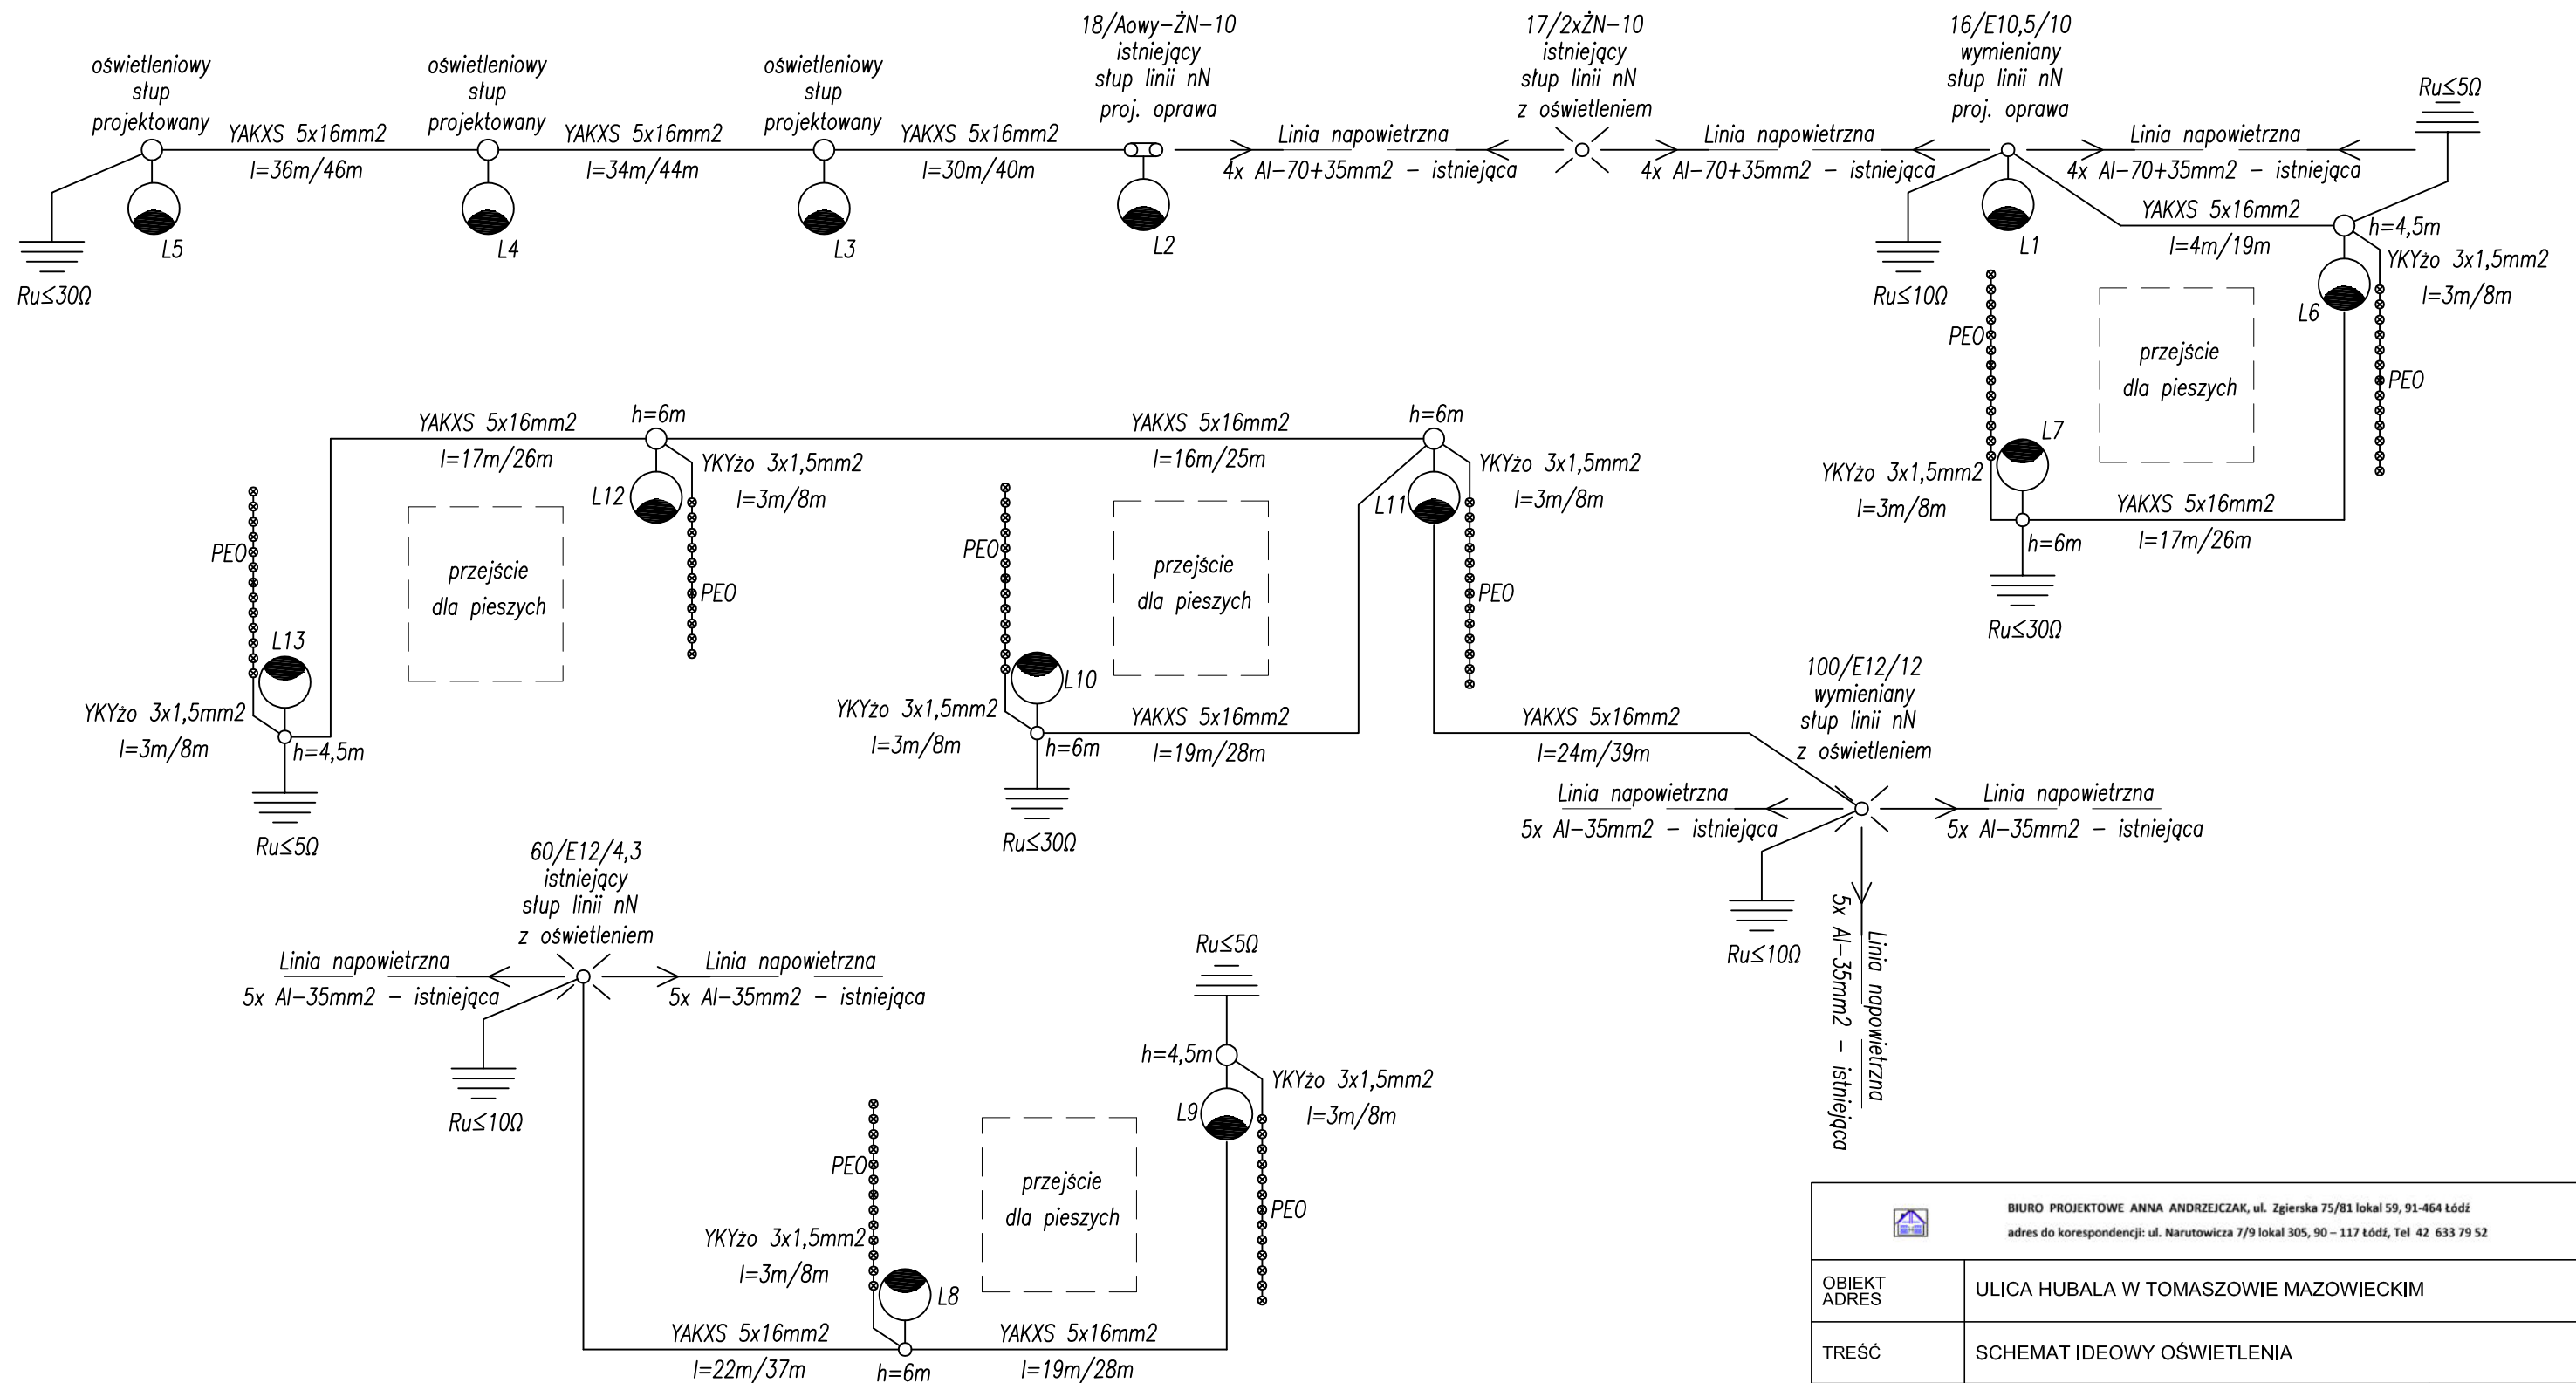 oświetleniowy
słup
projektowany
YAKXS 5x16mm2
l=36m/46m
L5
Ru≤30Ω
oświetleniowy
słup
projektowany
YAKXS 5x16mm2
l=34m/44m
L4
oświetleniowy
słup
projektowany
YAKXS 5x16mm2
l=30m/40m
L3
18/Aowy-ŻN-10
istniejący
słup linii nN
proj. oprawa
L2
Linia napowietrzna
4x Al-70+35mm2 - istniejąca
17/2xŻN-10
istniejący
słup linii nN
z oświetleniem
Linia napowietrzna
4x Al-70+35mm2 - istniejąca
16/E10,5/10
wymieniany
słup linii nN
proj. oprawa
L1
Ru≤10Ω
Linia napowietrzna
4x Al-70+35mm2 - istniejąca
Ru≤5Ω
YAKXS 5x16mm2
l=4m/19m
h=4,5m
YKYżo 3x1,5mm2
l=3m/8m
L6
PEO
przejście
dla pieszych
PEO
L7
YKYżo 3x1,5mm2
l=3m/8m
YAKXS 5x16mm2
l=17m/26m
h=6m
Ru≤30Ω
YAKXS 5x16mm2
l=17m/26m
h=6m
YKYżo 3x1,5mm2
l=3m/8m
L12
PEO
przejście
dla pieszych
PEO
L13
YKYżo 3x1,5mm2
l=3m/8m
h=4,5m
Ru≤5Ω
YAKXS 5x16mm2
l=16m/25m
h=6m
YKYżo 3x1,5mm2
l=3m/8m
L11
PEO
przejście
dla pieszych
PEO
L10
YKYżo 3x1,5mm2
l=3m/8m
h=6m
YAKXS 5x16mm2
l=19m/28m
Ru≤30Ω
YAKXS 5x16mm2
l=24m/39m
100/E12/12
wymieniany
słup linii nN
z oświetleniem
Linia napowietrzna
5x Al-35mm2 - istniejąca
Linia napowietrzna
5x Al-35mm2 - istniejąca
Ru≤10Ω
Linia napowietrzna
5x Al-35mm2 - istniejąca
60/E12/4,3
istniejący
słup linii nN
z oświetleniem
Linia napowietrzna
5x Al-35mm2 - istniejąca
Linia napowietrzna
5x Al-35mm2 - istniejąca
Ru≤10Ω
Ru≤5Ω
h=4,5m
YKYżo 3x1,5mm2
l=3m/8m
L9
PEO
przejście
dla pieszych
PEO
YKYżo 3x1,5mm2
l=3m/8m
L8
YAKXS 5x16mm2
l=22m/37m
h=6m
YAKXS 5x16mm2
l=19m/28m
BIURO PROJEKTOWE ANNA ANDRZEJCZAK, ul. Zgierska 75/81 lokal 59, 91-464 Łódź
adres do korespondencji: ul. Narutowicza 7/9 lokal 305, 90 – 117 Łódź, Tel 42 633 79 52
OBIEKT
ADRES
ULICA HUBALA W TOMASZOWIE MAZOWIECKIM
TREŚĆ
SCHEMAT IDEOWY OŚWIETLENIA